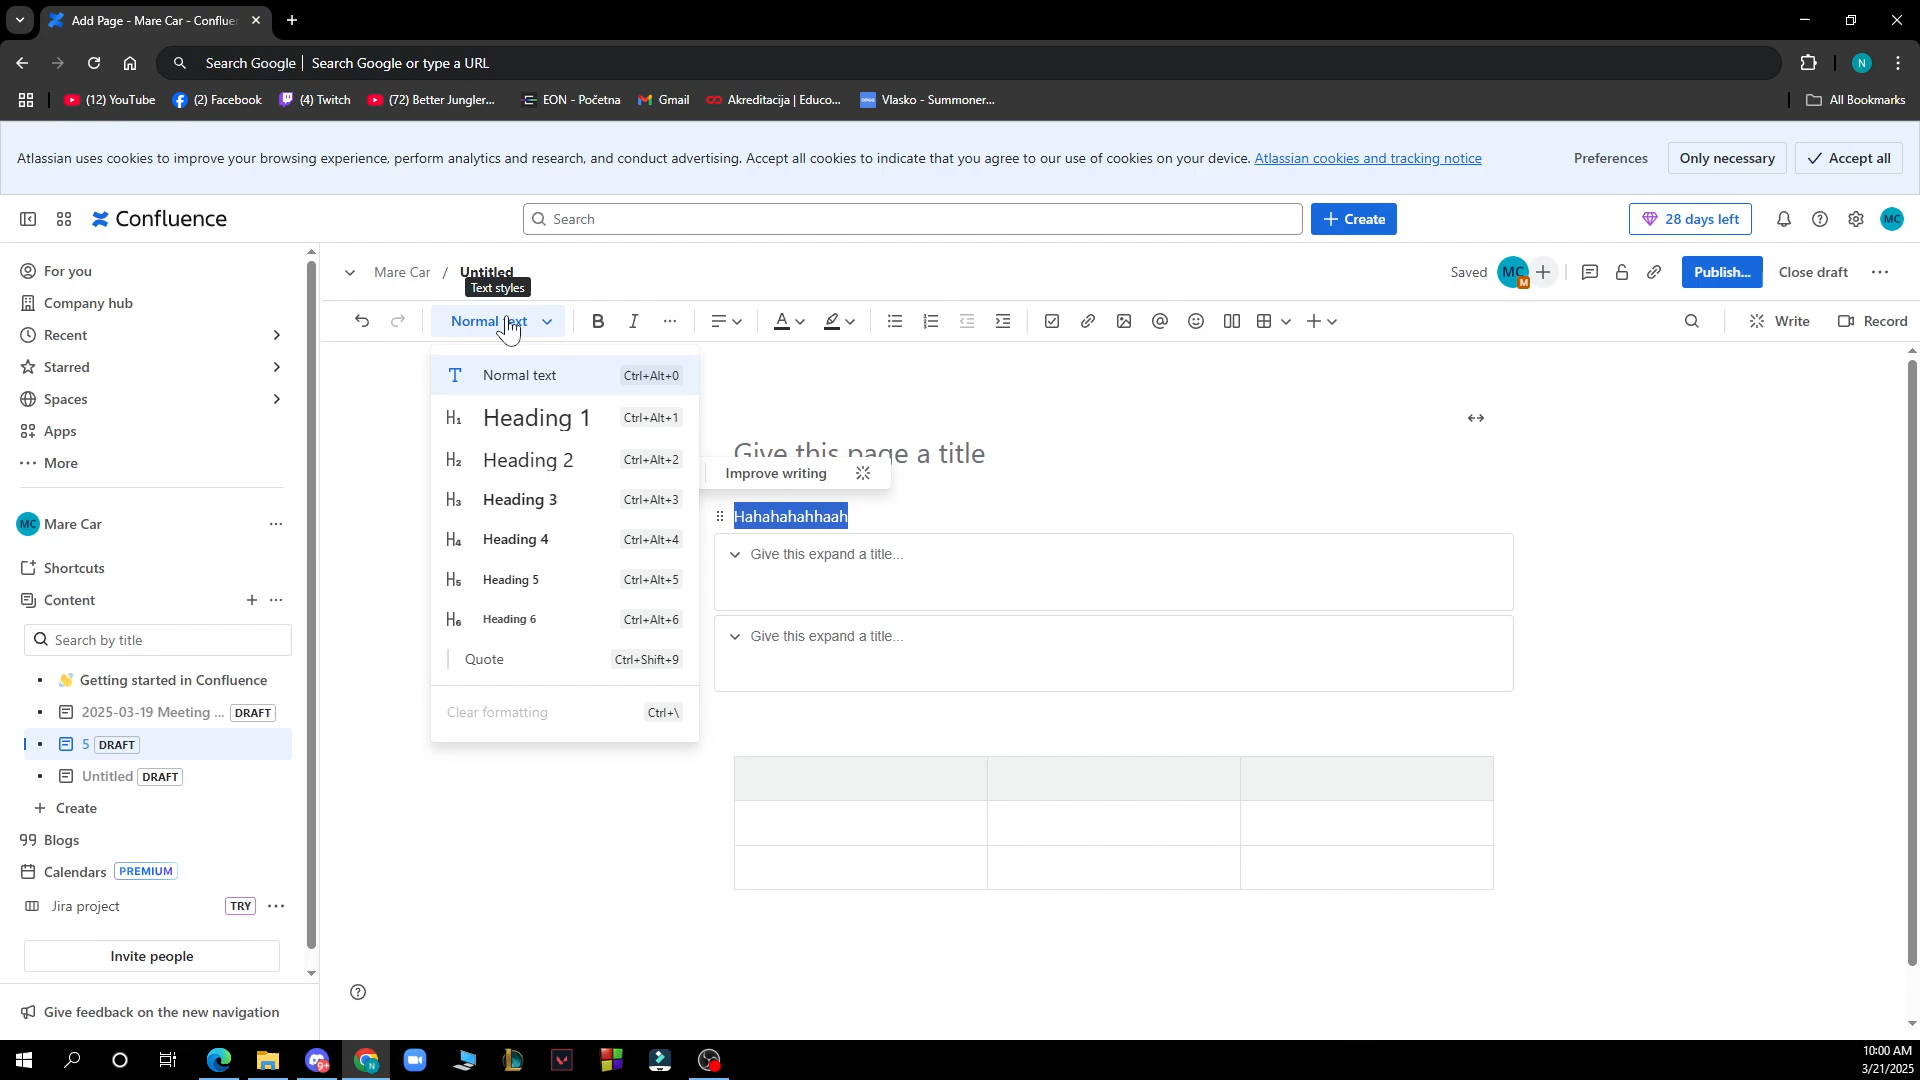 Add Page - Mare Car - Confluen
Search Google | Search Google or type a URL
(12) YouTube
(2) Facebook
(4) Twitch
(72) Better Jungler...
EON - Početna
Gmail
Akreditacija | Educo...
Vlasko - Summoner...
All Bookmarks
Atlassian uses cookies to improve your browsing experience, perform analytics and research, and conduct advertising. Accept all cookies to indicate that you agree to our use of cookies on your device. Atlassian cookies and tracking notice
Preferences
Only necessary
Accept all
Confluence
Search
+ Create
28 days left
MC
For you
Company hub
Recent
Starred
Spaces
Apps
More
Mare Car / Untitled
Text styles
Saved
MC
M
Publish...
Close draft
Normal text
Write
Record
Normal text Ctrl+Alt+0
H1 Heading 1 Ctrl+Alt+1
H2 Heading 2 Ctrl+Alt+2
H3 Heading 3 Ctrl+Alt+3
H4 Heading 4 Ctrl+Alt+4
H5 Heading 5 Ctrl+Alt+5
H6 Heading 6 Ctrl+Alt+6
Quote Ctrl+Shift+9
Clear formatting Ctrl+\
Give this page a title
Improve writing
Hahahahahhaah
Give this expand a title...
Give this expand a title...
MC Mare Car
Shortcuts
Content
Search by title
Getting started in Confluence
2025-03-19 Meeting ... DRAFT
5 DRAFT
Untitled DRAFT
+ Create
Blogs
Calendars PREMIUM
Jira project TRY
Invite people
Give feedback on the new navigation
10:00 AM
3/21/2025